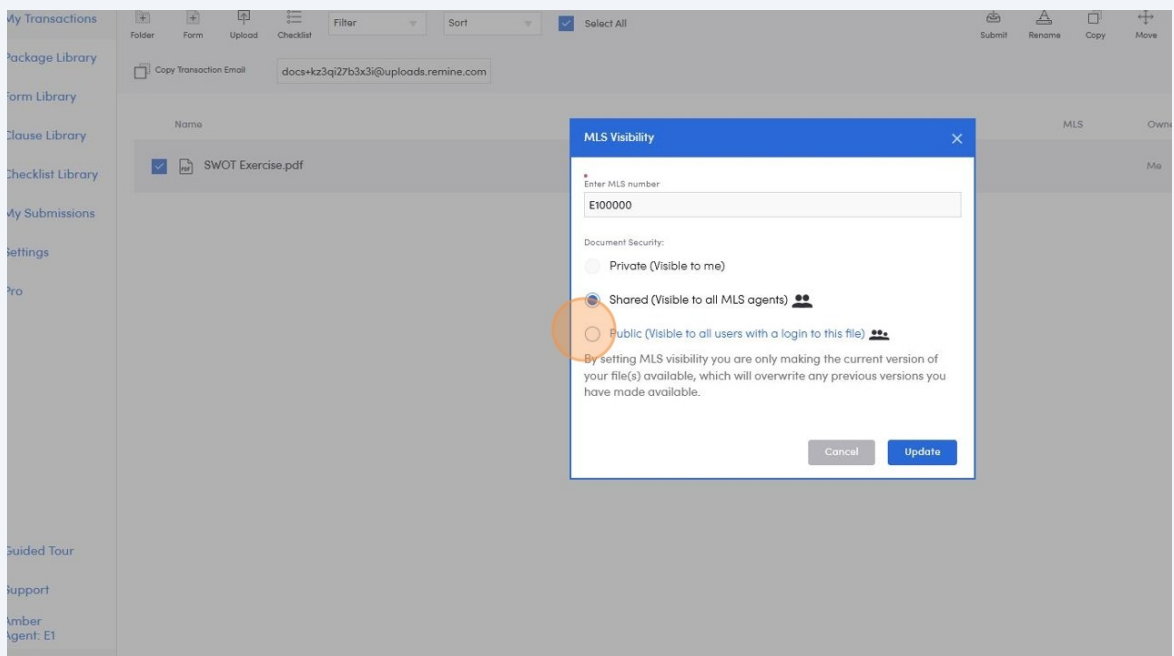 My Transactions
Package Library
Form Library
Clause Library
Checklist Library
My Submissions
Settings
Pro
Guided Tour
Support
Amber
Agent: E1
Folder
Form
Upload
Checklist
Filter
Sort
Select All
Submit
Rename
Copy
Move
Copy Transaction Email
docs+kz3qi27b3x3i@uploads.remine.com
Name
MLS
Owne
PDF
SWOT Exercise.pdf
Me
MLS Visibility
*
Enter MLS number
E100000
Document Security:
Private (Visible to me)
Shared (Visible to all MLS agents)
Public (Visible to all users with a login to this file)
By setting MLS visibility you are only making the current version of
your file(s) available, which will overwrite any previous versions you
have made available.
Cancel
Update